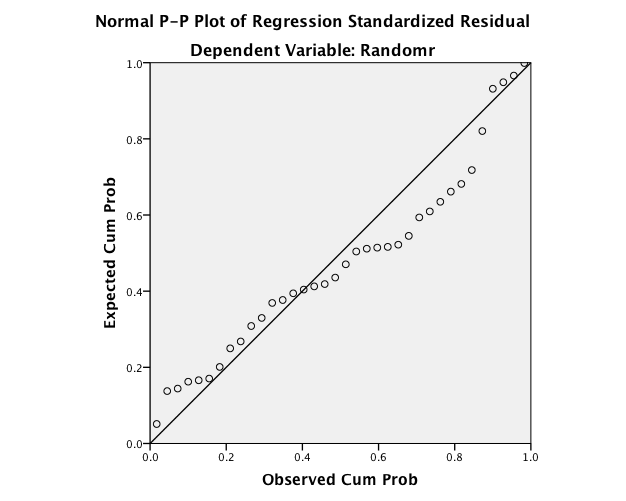 Normal P-P Plot of Regression Standardized Residual
Dependent Variable: Randomr
1.0
0.8
0.6
0.4
0.2
0.0
Expected Cum Prob
0.0 0.2 0.4 0.6 0.8 1.0
Observed Cum Prob